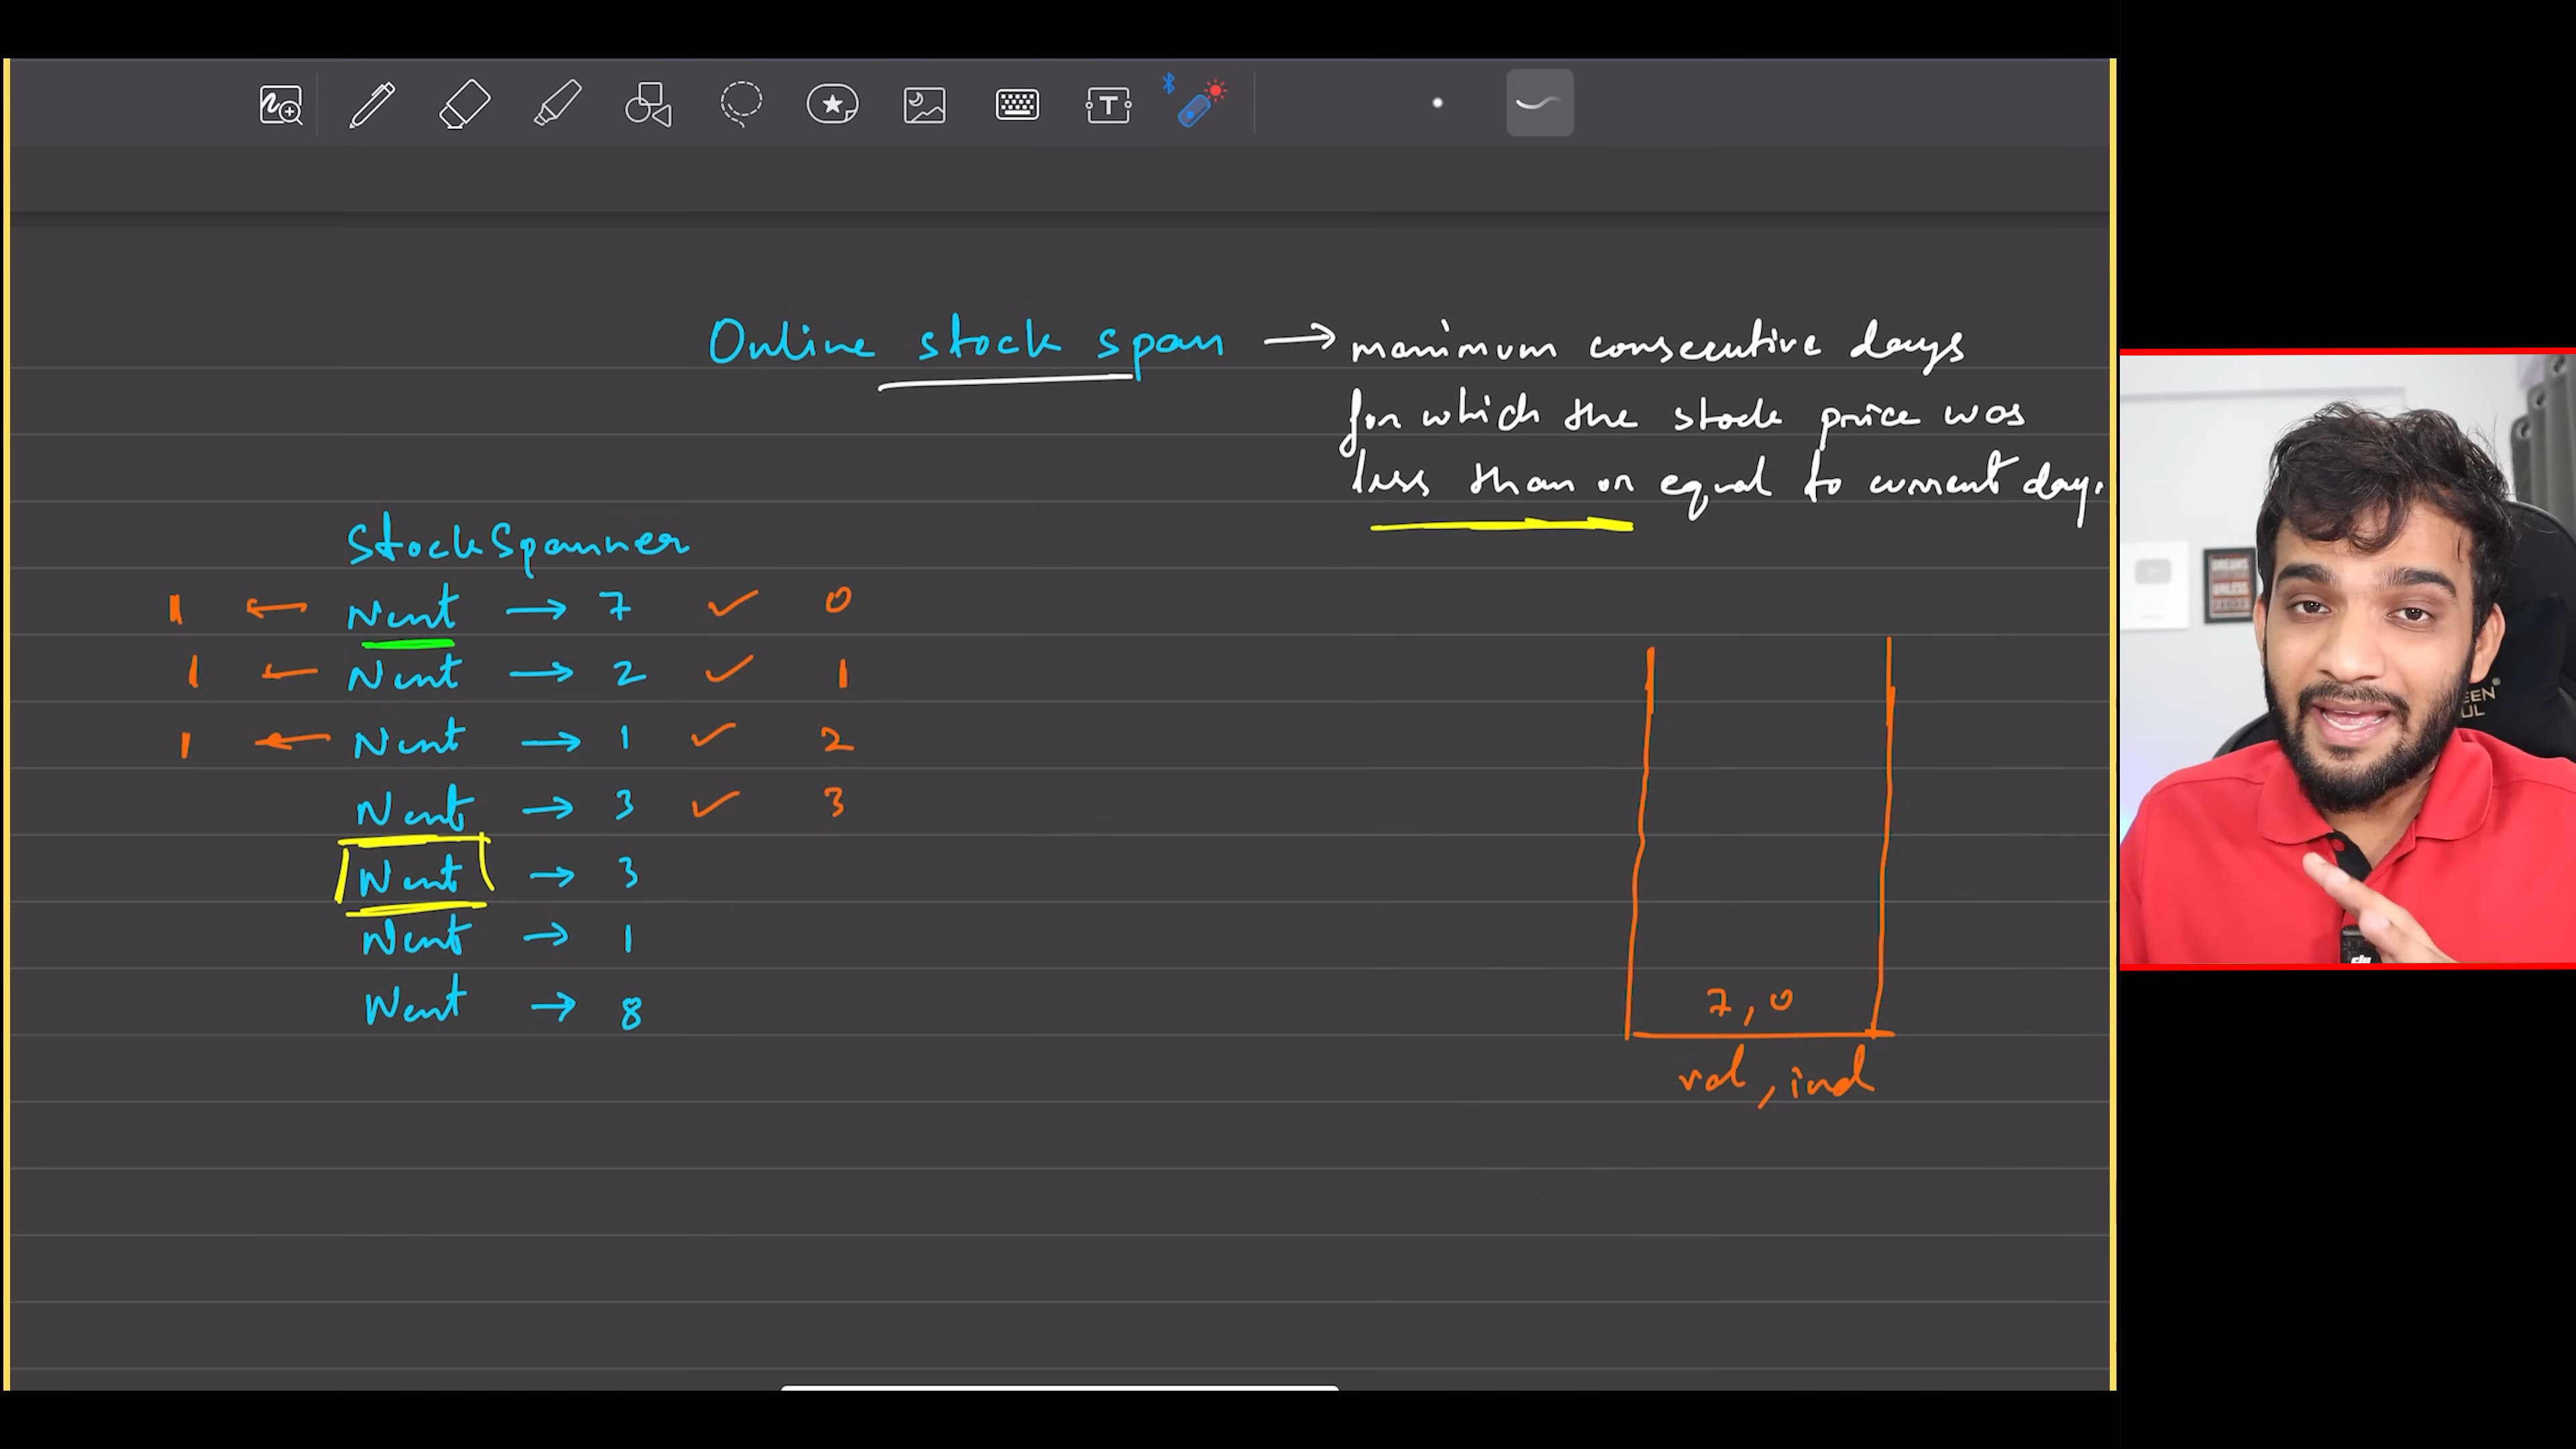 Online stock span → maximum consecutive days
for which the stock price was
less than or equal to current day.
StockSpanner
1 ← Next → 7 ✓ 0
1 ← Next → 2 ✓ 1
1 ← Next → 1 ✓ 2
Next → 3 ✓ 3
Next → 3
Next → 1
Next → 8
7, 0
val, ind
T